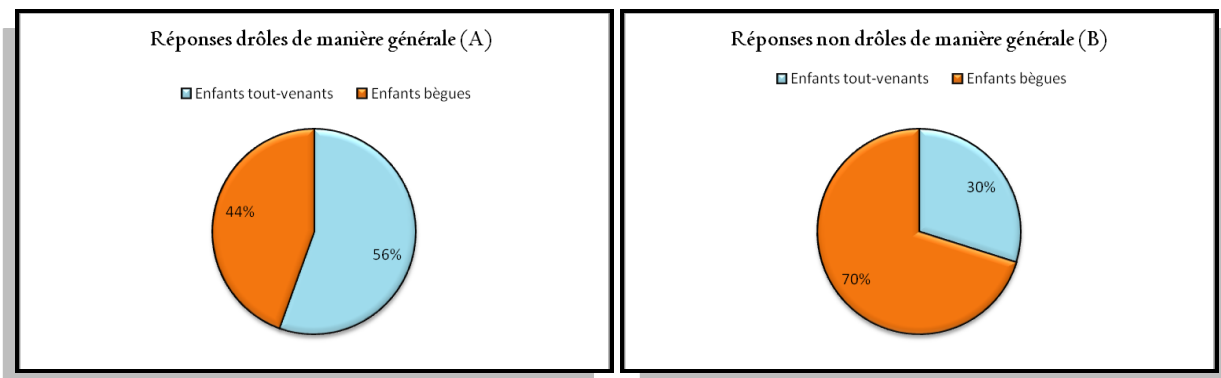 Réponses drôles de manière générale (A)
Enfants tout-venants Enfants bègues
44%
56%
Réponses non drôles de manière générale (B)
Enfants tout-venants Enfants bègues
30%
70%